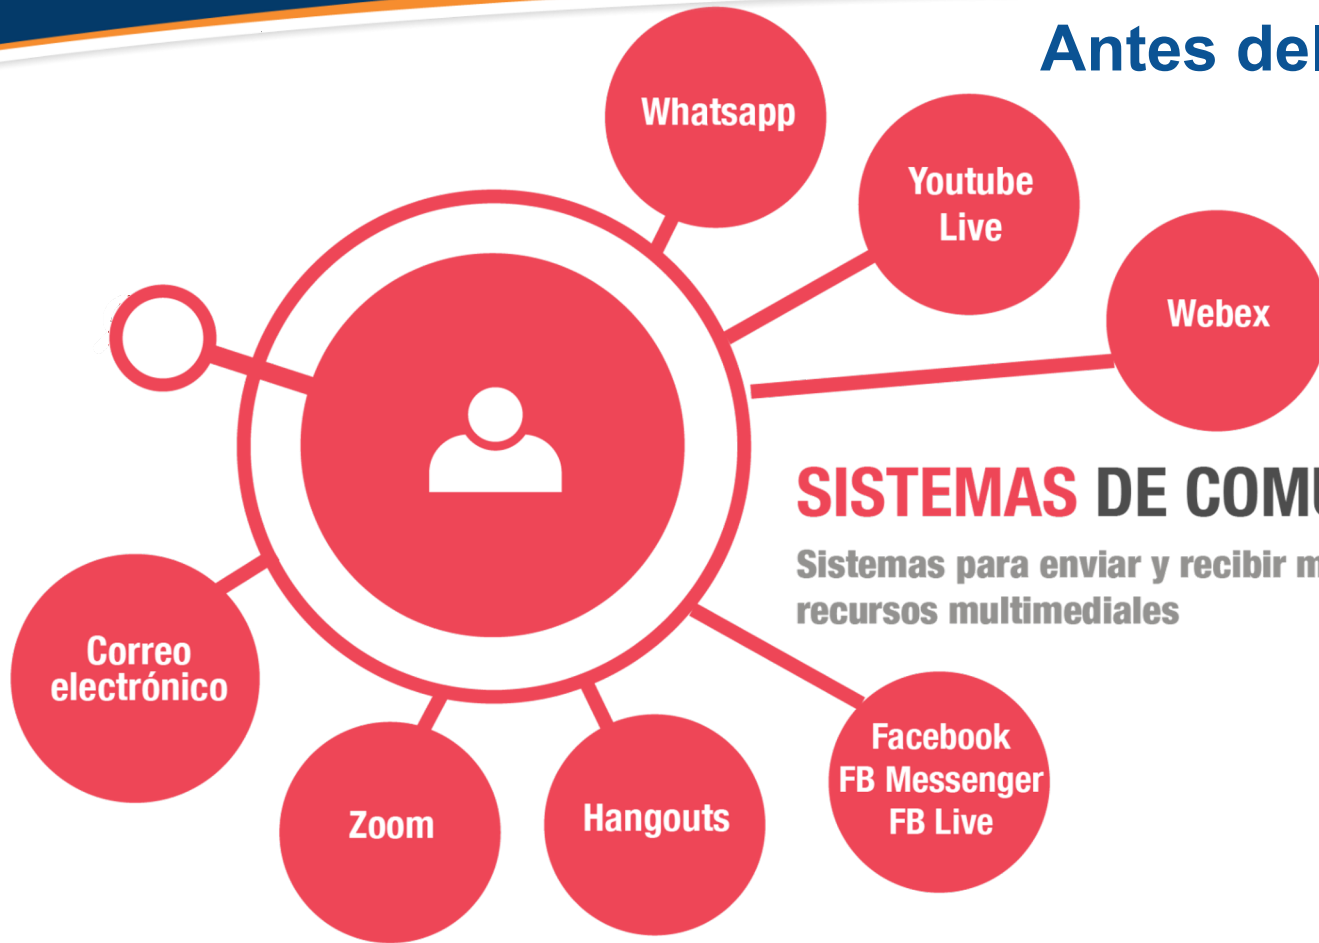 Antes del
Whatsapp
Youtube
Live
Webex
SISTEMAS DE COMU
Sistemas para enviar y recibir m
recursos multimediales
Correo
electrónico
Zoom
Hangouts
Facebook
FB Messenger
FB Live